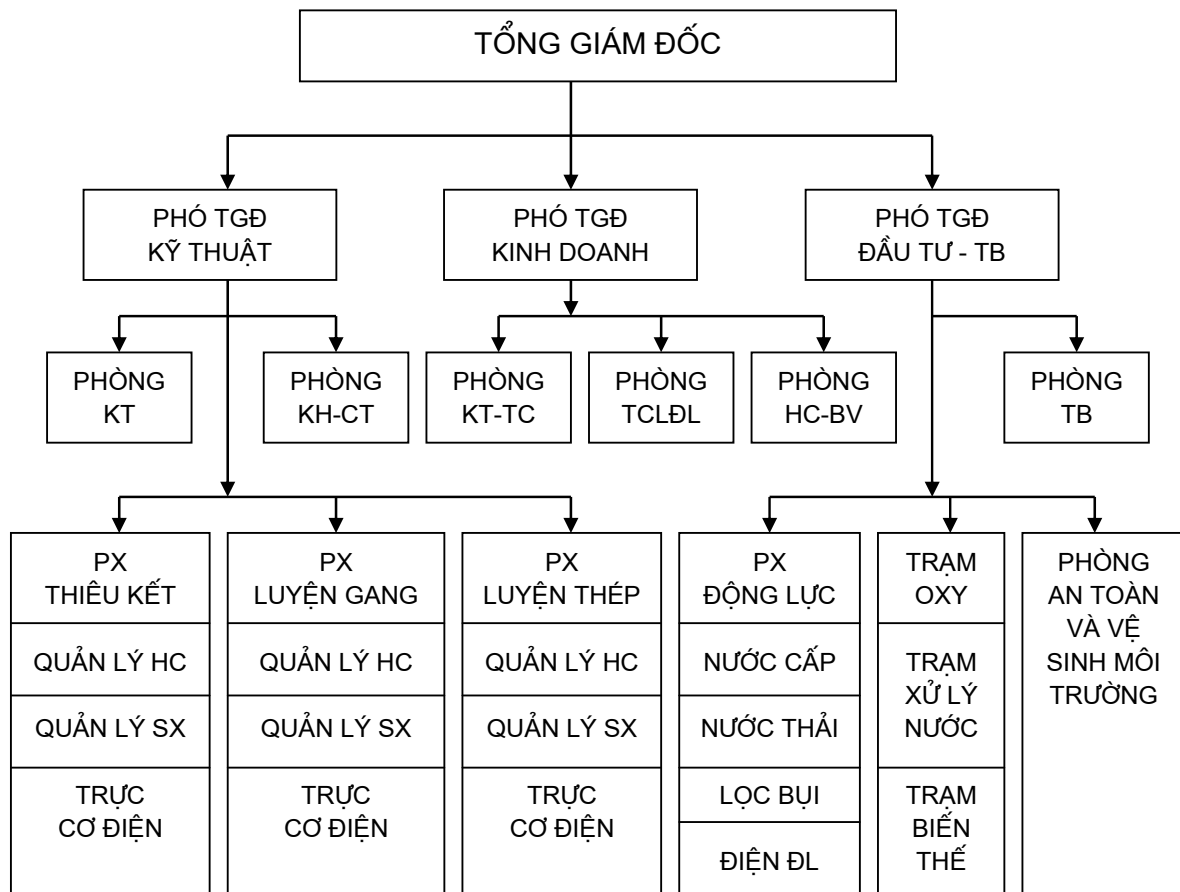 TỔNG GIÁM ĐỐC
PHÓ TGĐ
KỸ THUẬT
PHÓ TGĐ
KINH DOANH
PHÓ TGĐ
ĐẦU TƯ - TB
PHÒNG
KT
PHÒNG
KH-CT
PHÒNG
KT-TC
PHÒNG
TCLĐL
PHÒNG
HC-BV
PHÒNG
TB
PX
THIÊU KẾT
QUẢN LÝ HC
QUẢN LÝ SX
TRỰC
CƠ ĐIỆN
PX
LUYỆN GANG
QUẢN LÝ HC
QUẢN LÝ SX
TRỰC
CƠ ĐIỆN
PX
LUYỆN THÉP
QUẢN LÝ HC
QUẢN LÝ SX
TRỰC
CƠ ĐIỆN
PX
ĐỘNG LỰC
NƯỚC CẤP
NƯỚC THẢI
LỌC BỤI
ĐIỆN ĐL
TRẠM
OXY
TRẠM
XỬ LÝ
NƯỚC
TRẠM
BIẾN
THẾ
PHÒNG
AN TOÀN
VÀ VỆ
SINH MÔI
TRƯỜNG